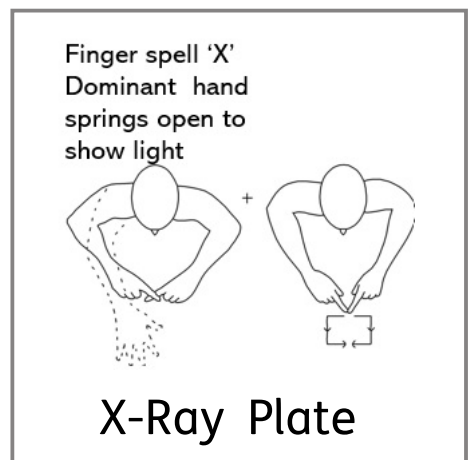 Finger spell ‘X’
Dominant hand
springs open to
show light
+
X-Ray Plate